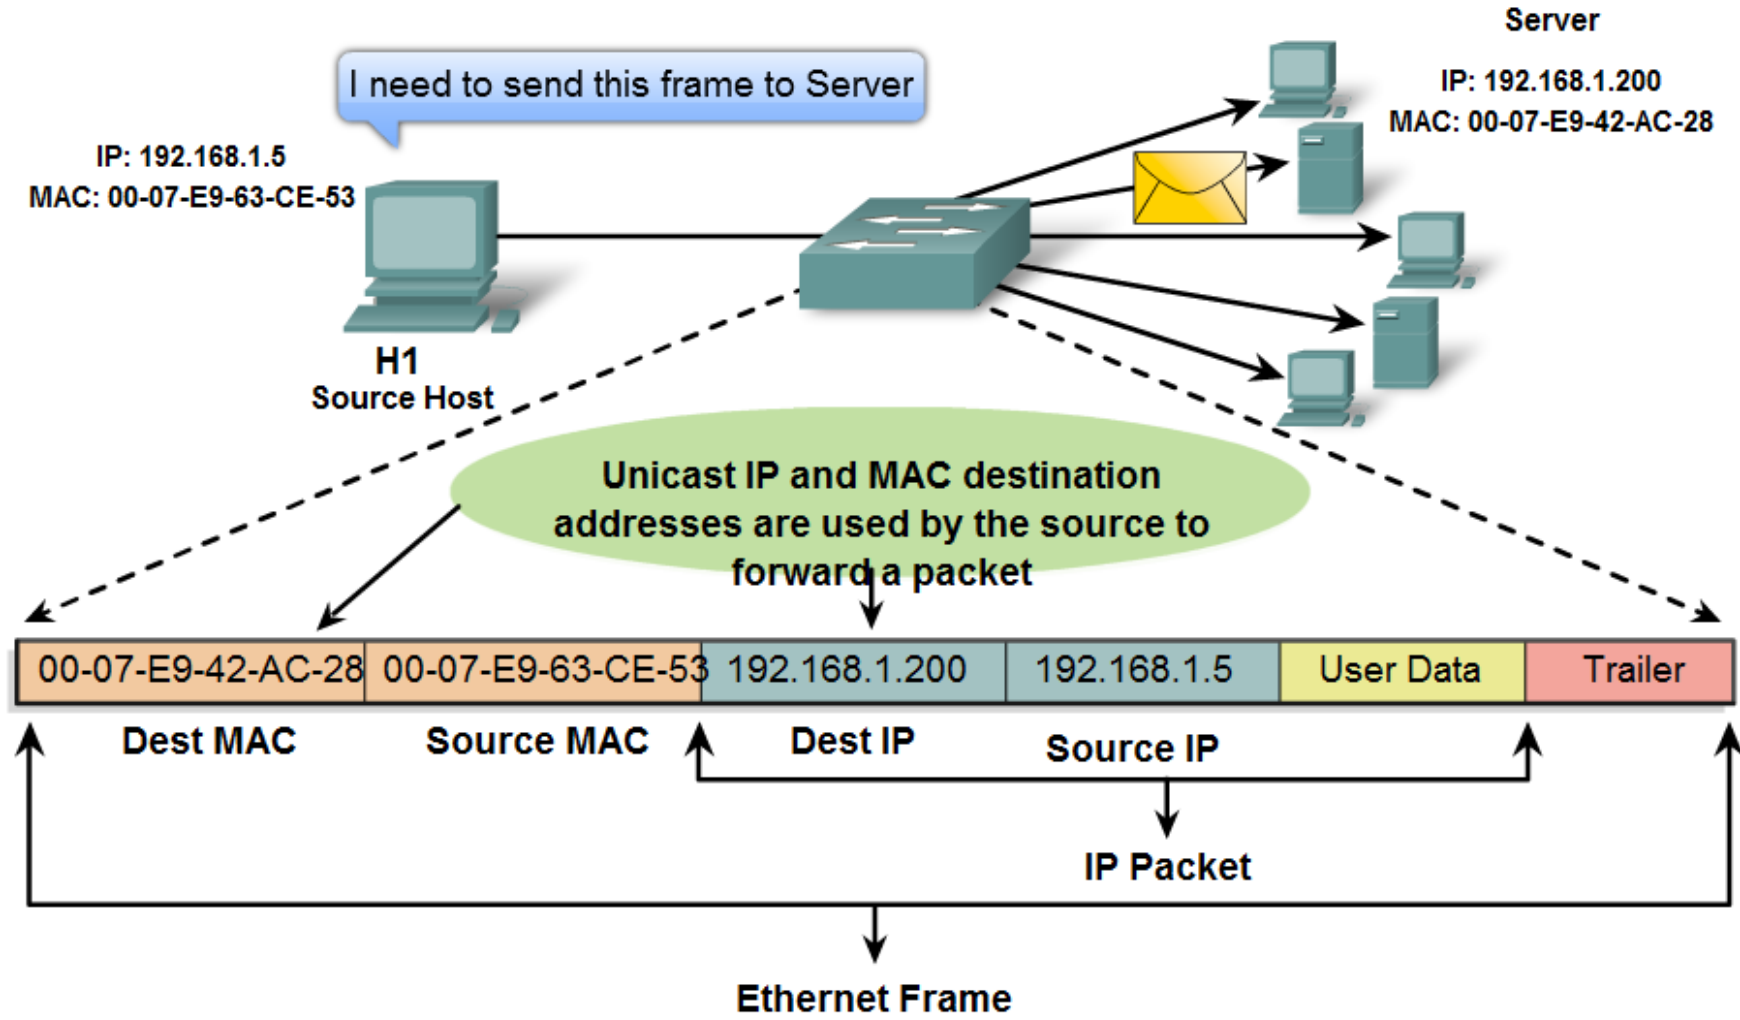 Server
IP: 192.168.1.200
MAC: 00-07-E9-42-AC-28
I need to send this frame to Server
IP: 192.168.1.5
MAC: 00-07-E9-63-CE-53
H1
Source Host
Unicast IP and MAC destination
addresses are used by the source to
forward a packet
00-07-E9-42-AC-28 00-07-E9-63-CE-53 192.168.1.200 192.168.1.5 User Data Trailer
Dest MAC Source MAC Dest IP Source IP
IP Packet
Ethernet Frame